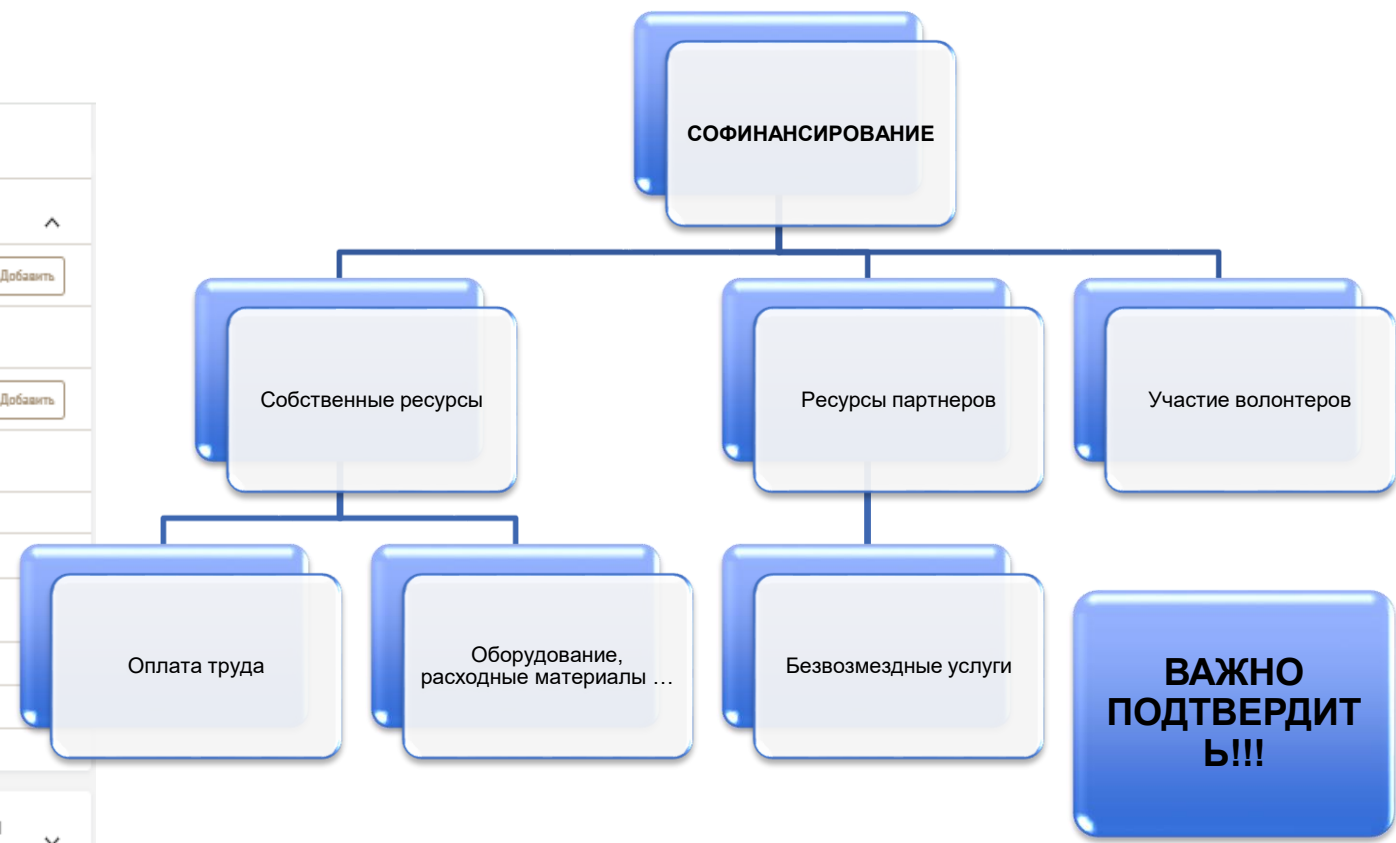 СОФИНАНСИРОВАНИЕ
Добавить
Добавить
Собственные ресурсы
Ресурсы партнеров
Участие волонтеров
Оплата труда
Оборудование,
расходные материалы …
Безвозмездные услуги
ВАЖНО
ПОДТВЕРДИТ
Ь!!!